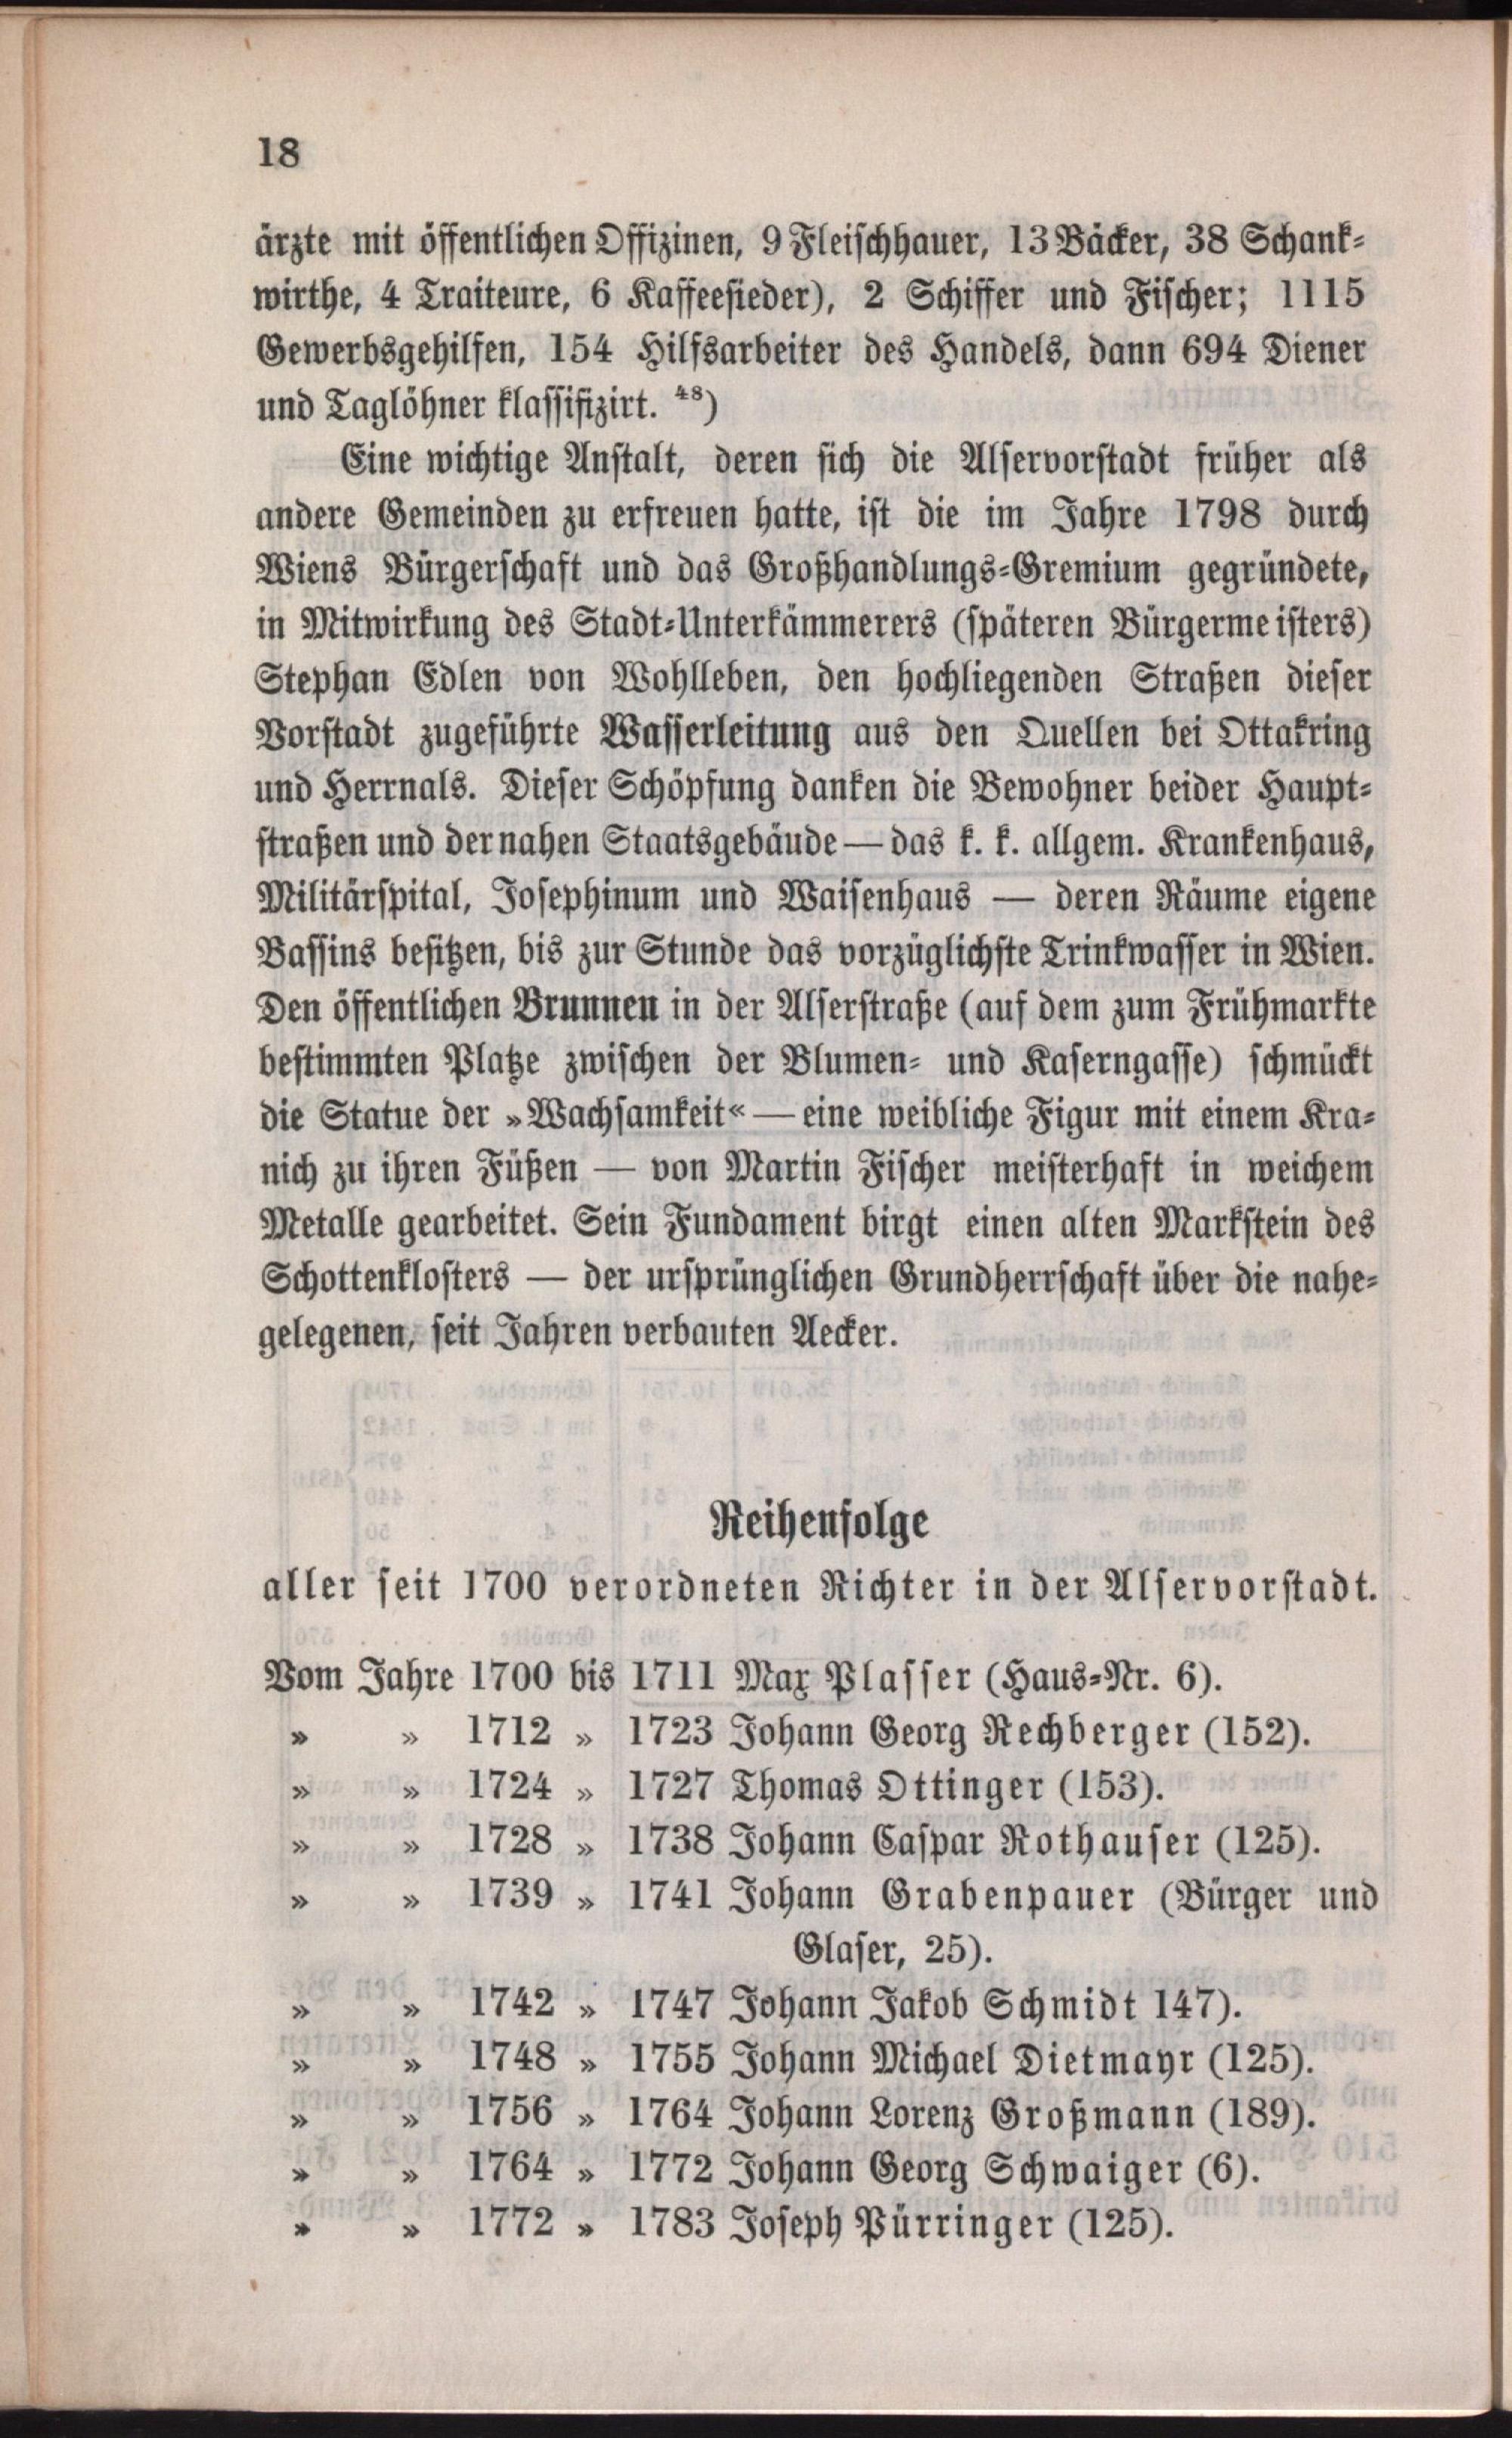 18
ärzte mit öffentlichen Offizinen, 9 Fleischhauer, 13 Bäcker, 38 Schank-
wirthe, 4 Traiteure, 6 Kaffeesieder), 2 Schiffer und Fischer; 1115
Gewerbsgehilfen, 154 Hilfsarbeiter des Handels, dann 694 Diener
und Taglöhner klassifizirt. ⁴⁸)
Eine wichtige Anstalt, deren sich die Alservorstadt früher als
andere Gemeinden zu erfreuen hatte, ist die im Jahre 1798 durch
Wiens Bürgerschaft und das Großhandlungs-Gremium gegründete,
in Mitwirkung des Stadt-Unterkämmerers (späteren Bürgermeisters)
Stephan Edlen von Wohlleben, den hochliegenden Straßen dieser
Vorstadt zugeführte Wasserleitung aus den Quellen bei Ottakring
und Herrnals. Dieser Schöpfung danken die Bewohner beider Haupt-
straßen und der nahen Staatsgebäude — das k. k. allgem. Krankenhaus,
Militärspital, Josephinum und Waisenhaus — deren Räume eigene
Bassins besitzen, bis zur Stunde das vorzüglichste Trinkwasser in Wien.
Den öffentlichen Brunnen in der Alserstraße (auf dem zum Frühmarkte
bestimmten Platze zwischen der Blumen- und Kaserngasse) schmückt
die Statue der »Wachsamkeit« — eine weibliche Figur mit einem Kra-
nich zu ihren Füßen — von Martin Fischer meisterhaft in weichem
Metalle gearbeitet. Sein Fundament birgt einen alten Markstein des
Schottenklosters — der ursprünglichen Grundherrschaft über die nahe-
gelegenen, seit Jahren verbauten Aecker.
Reihenfolge
aller seit 1700 verordneten Richter in der Alservorstadt.
Vom Jahre 1700 bis 1711 Max Plasser (Haus-Nr. 6).
» » 1712 » 1723 Johann Georg Rechberger (152).
» » 1724 » 1727 Thomas Ottinger (153).
» » 1728 » 1738 Johann Caspar Rothauser (125).
» » 1739 » 1741 Johann Grabenpauer (Bürger und
Glaser, 25).
» » 1742 » 1747 Johann Jakob Schmidt 147).
» » 1748 » 1755 Johann Michael Dietmayr (125).
» » 1756 » 1764 Johann Lorenz Großmann (189).
» » 1764 » 1772 Johann Georg Schwaiger (6).
» » 1772 » 1783 Joseph Pürringer (125).